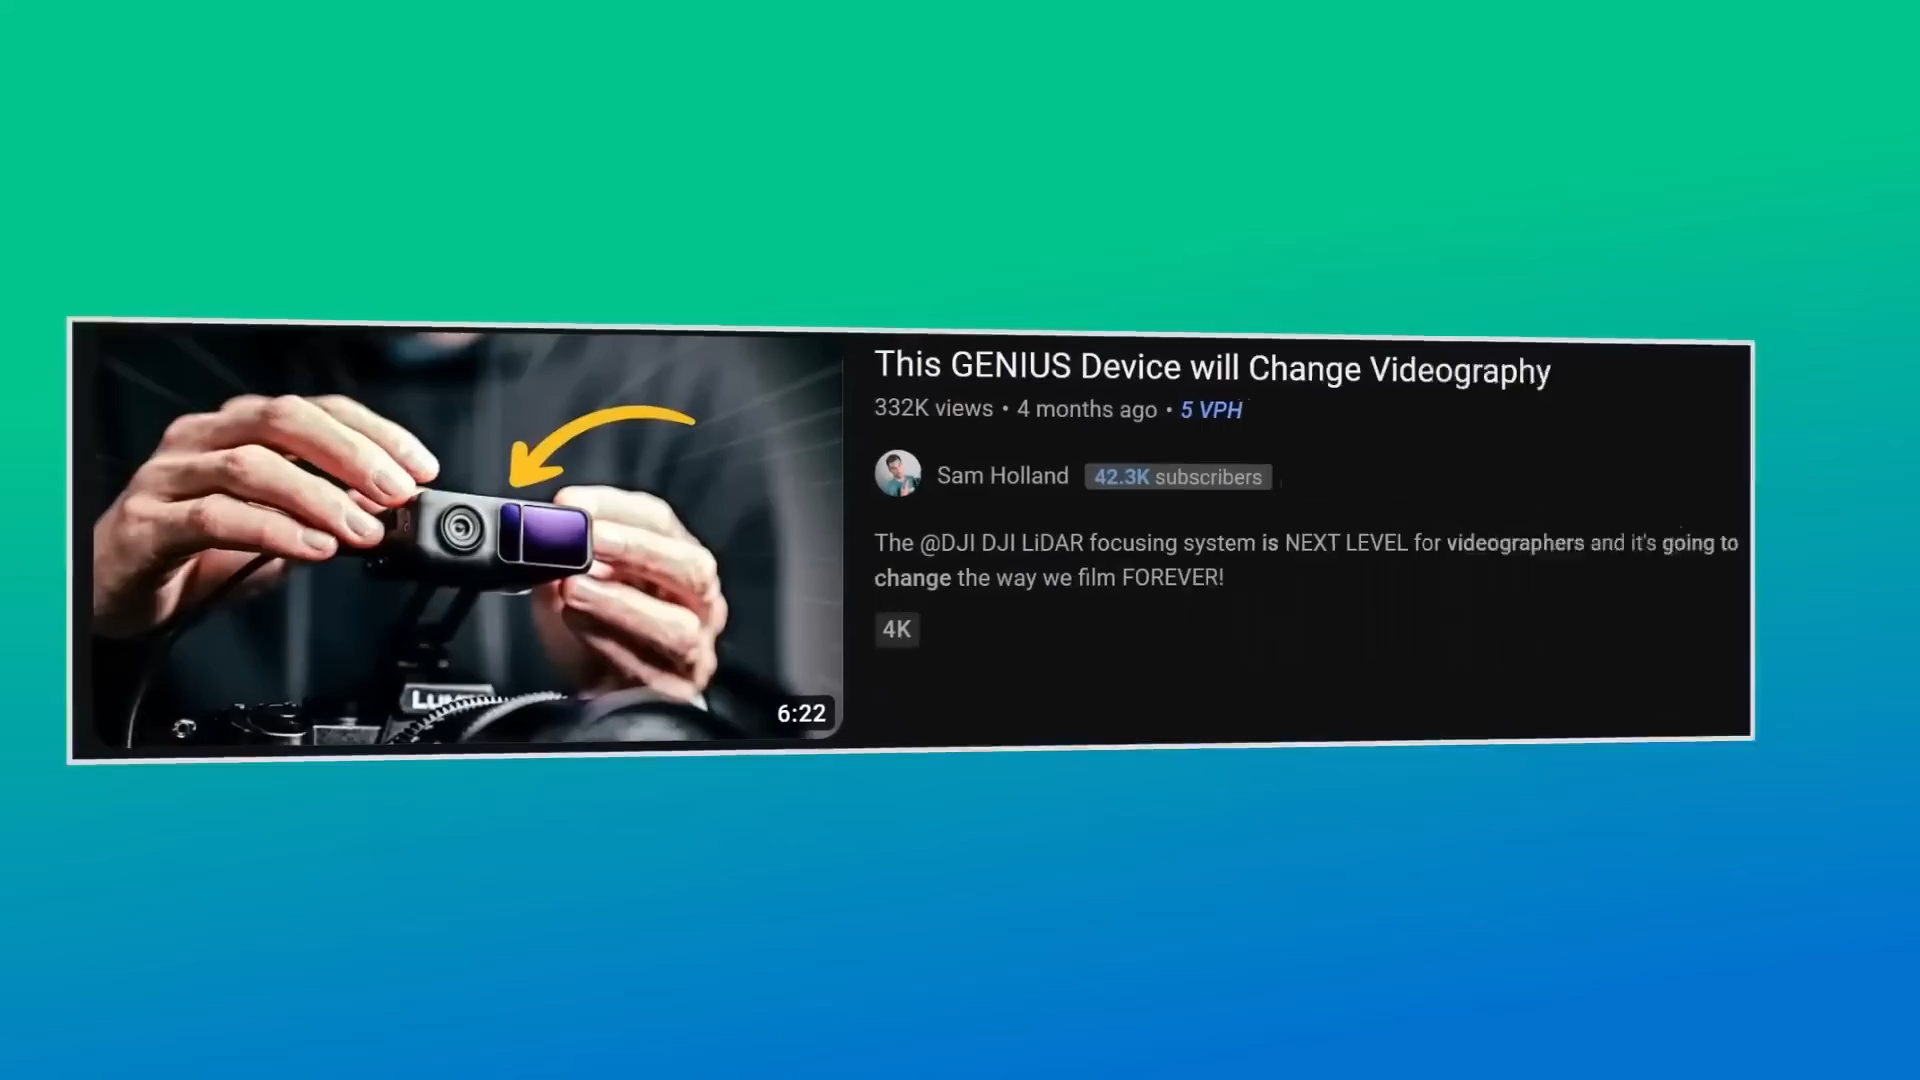 This GENIUS Device will Change Videography
332K views • 4 months ago • 5 VPH
Sam Holland 42.3K subscribers
The @DJI DJI LiDAR focusing system is NEXT LEVEL for videographers and it's going to
change the way we film FOREVER!
4K
6:22